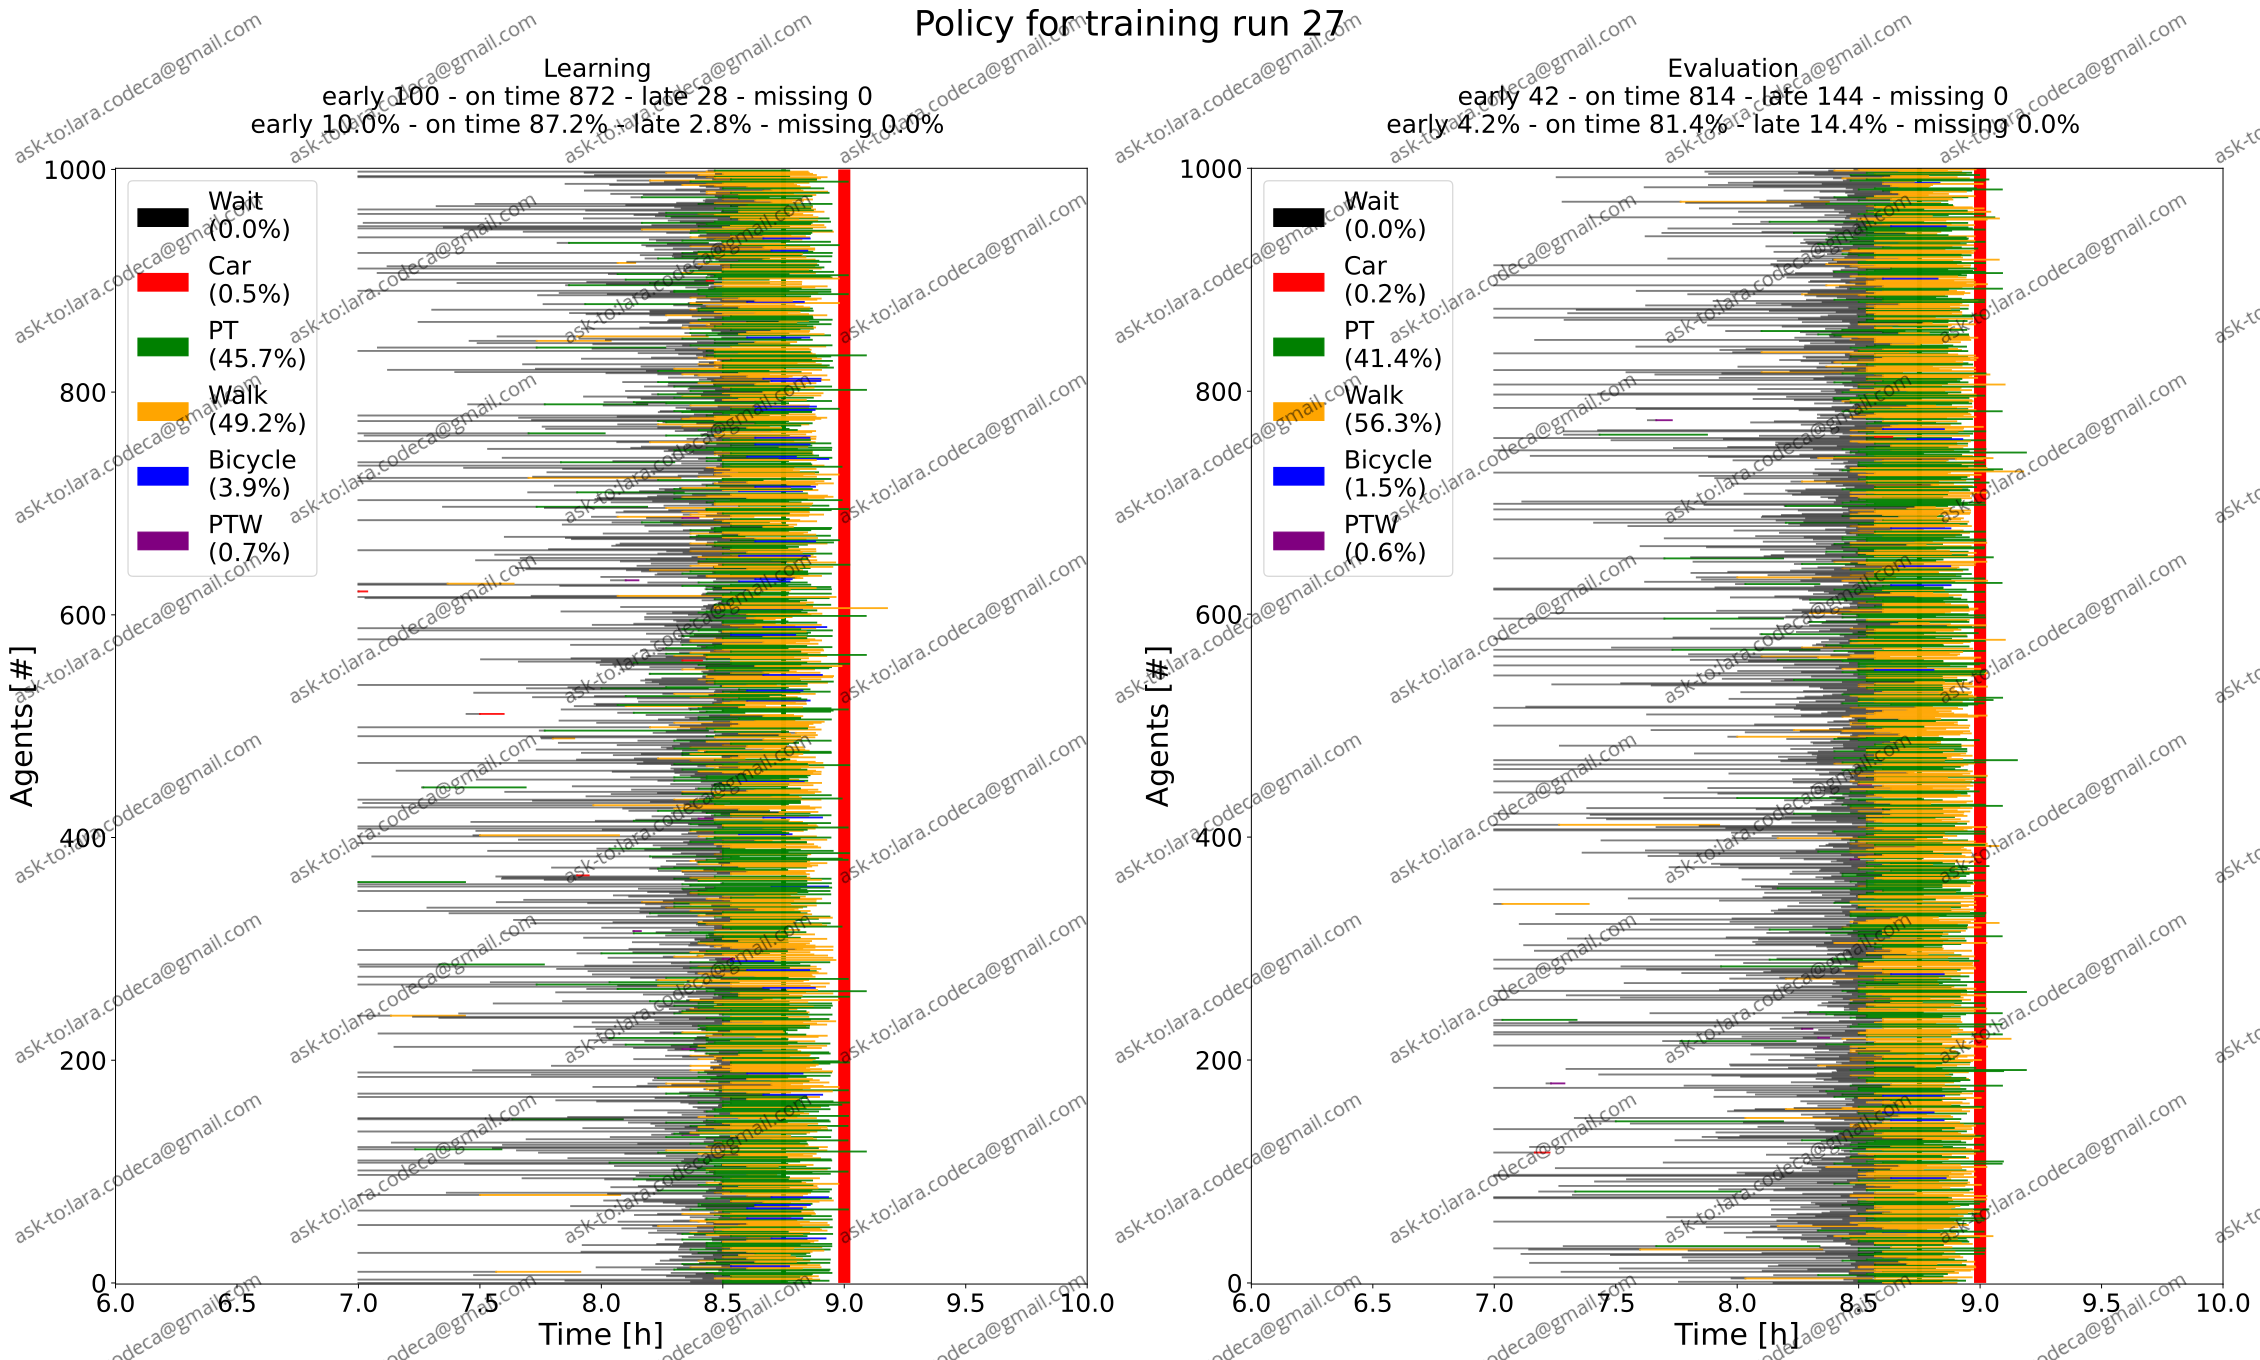 Policy for training run 27
Learning
early 100 - on time 872 - late 28 - missing 0
early 10.0% - on time 87.2% - late 2.8% - missing 0.0%
1000
800
600
400
200
0
Agents [#]
Wait
(0.0%)
Car
(0.5%)
PT
(45.7%)
Walk
(49.2%)
Bicycle
(3.9%)
PTW
(0.7%)
6.0 6.5 7.0 7.5 8.0 8.5 9.0 9.5 10.0
Time [h]
Evaluation
early 42 - on time 814 - late 144 - missing 0
early 4.2% - on time 81.4% - late 14.4% - missing 0.0%
1000
800
600
400
200
0
Agents [#]
Wait
(0.0%)
Car
(0.2%)
PT
(41.4%)
Walk
(56.3%)
Bicycle
(1.5%)
PTW
(0.6%)
6.0 6.5 7.0 7.5 8.0 8.5 9.0 9.5 10.0
Time [h]
ask-to:lara.codeca@gmail.com